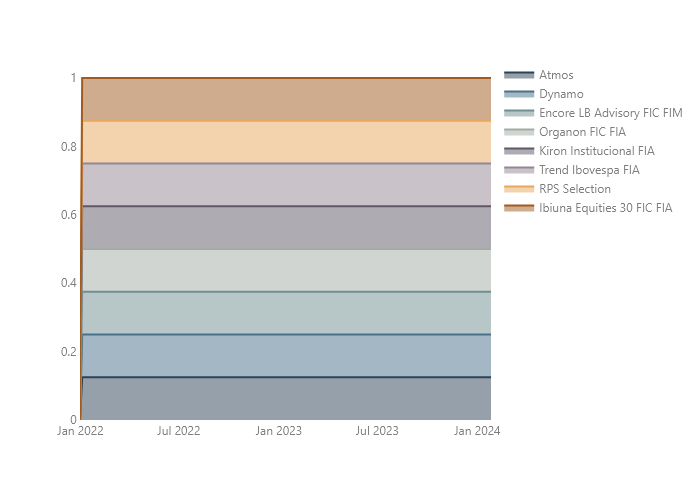 1
0.8
0.6
0.4
0.2
0
Jan 2022
Jul 2022
Jan 2023
Jul 2023
Jan 2024
Atmos
Dynamo
Encore LB Advisory FIC FIM
Organon FIC FIA
Kiron Institucional FIA
Trend Ibovespa FIA
RPS Selection
Ibiuna Equities 30 FIC FIA